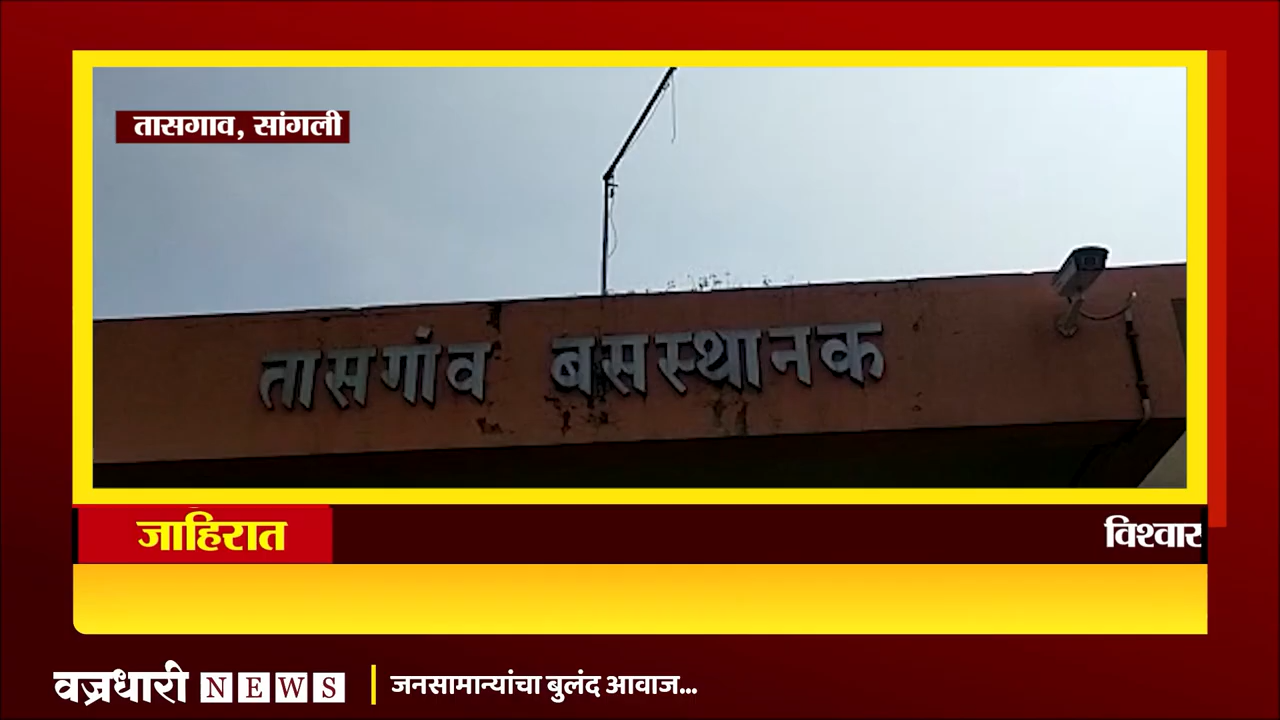 तासगाव, सांगली
तासगांव बसस्थानक
जाहिरात
वज्रधारी NEWS
जनसामान्यांचा बुलंद आवाज...